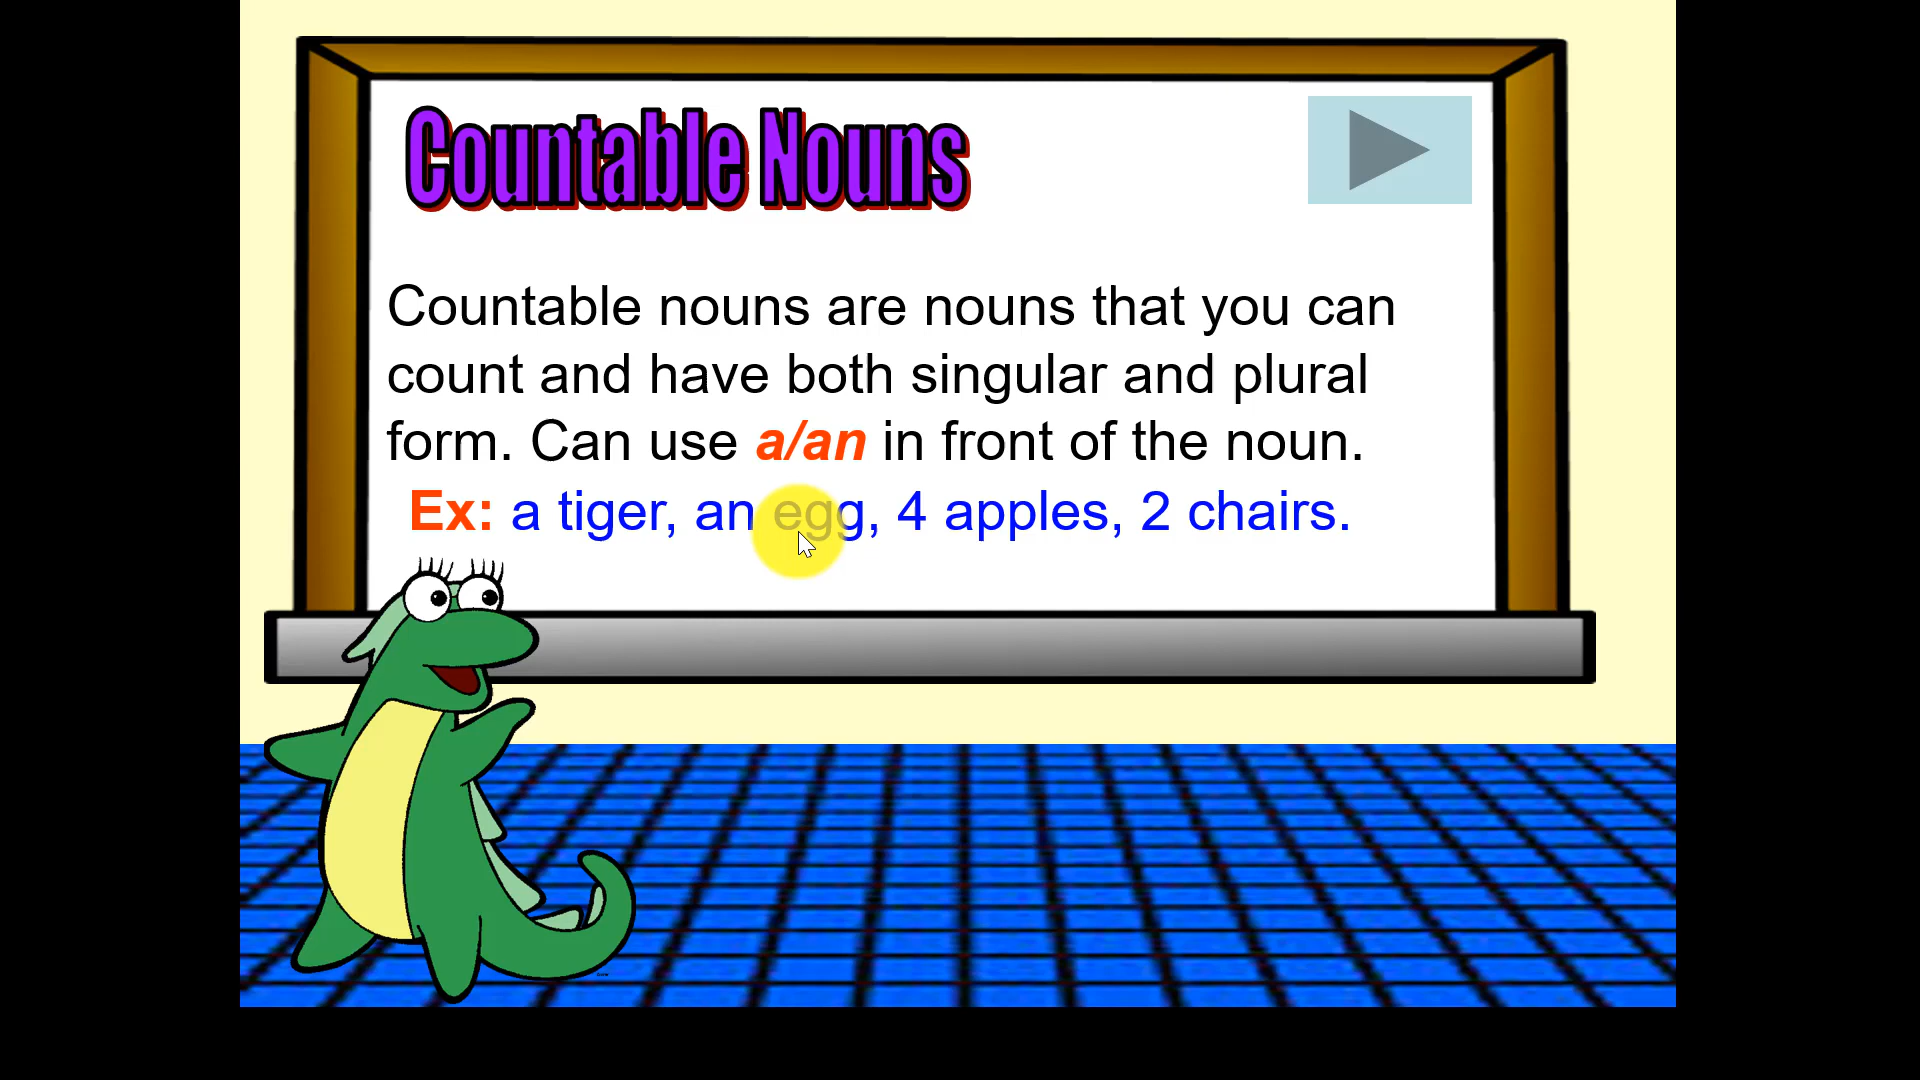 Countable Nouns
Countable nouns are nouns that you can
count and have both singular and plural
form. Can use a/an in front of the noun.
Ex: a tiger, an egg, 4 apples, 2 chairs.